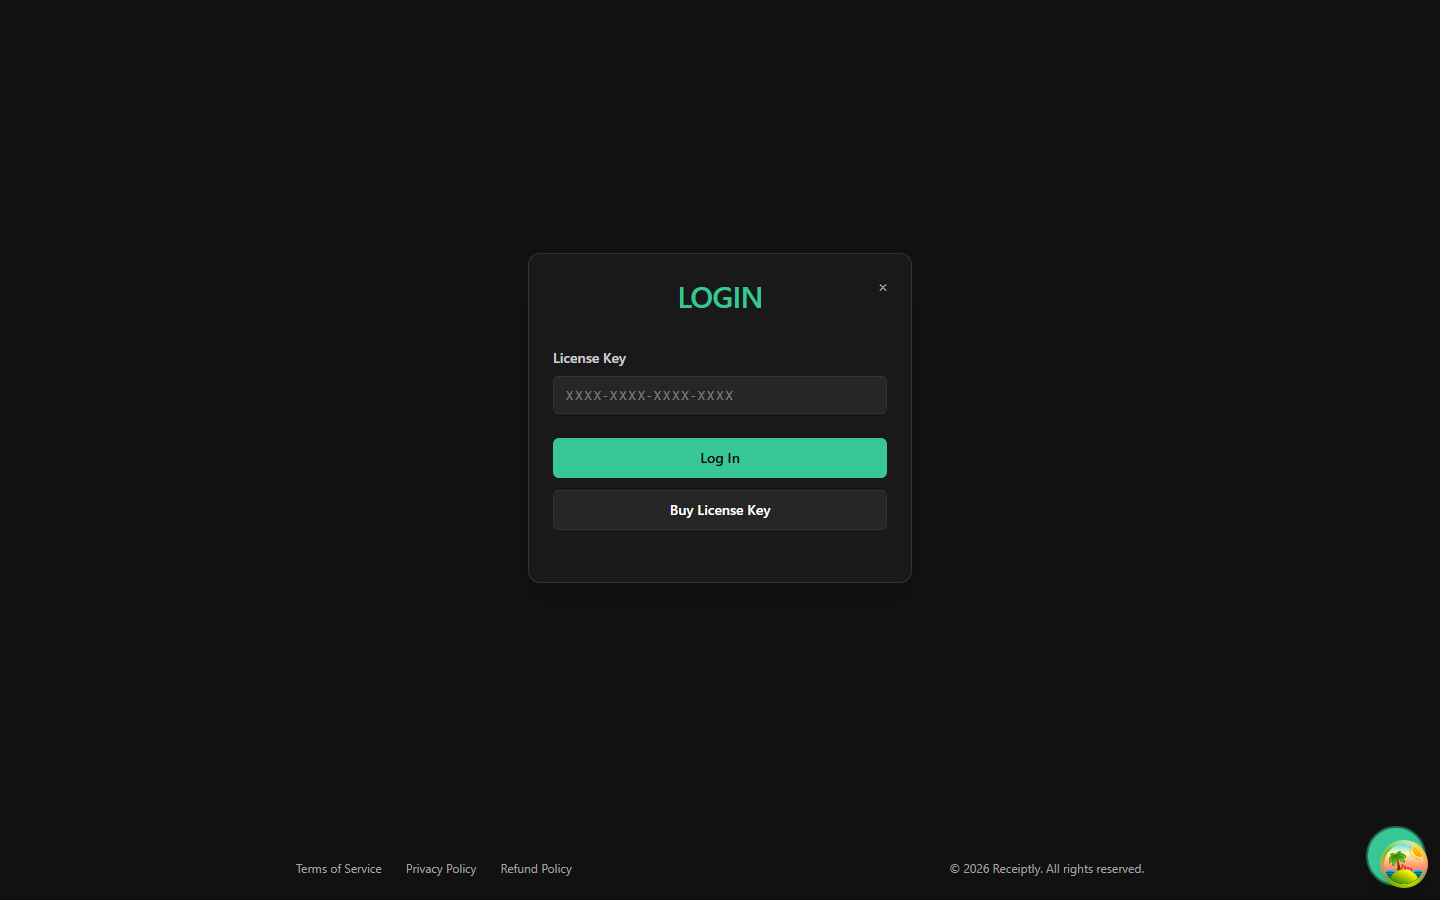 LOGIN
×
License Key
XXXX-XXXX-XXXX-XXXX
Log In
Buy License Key
Terms of Service Privacy Policy Refund Policy © 2026 Receiptly. All rights reserved.